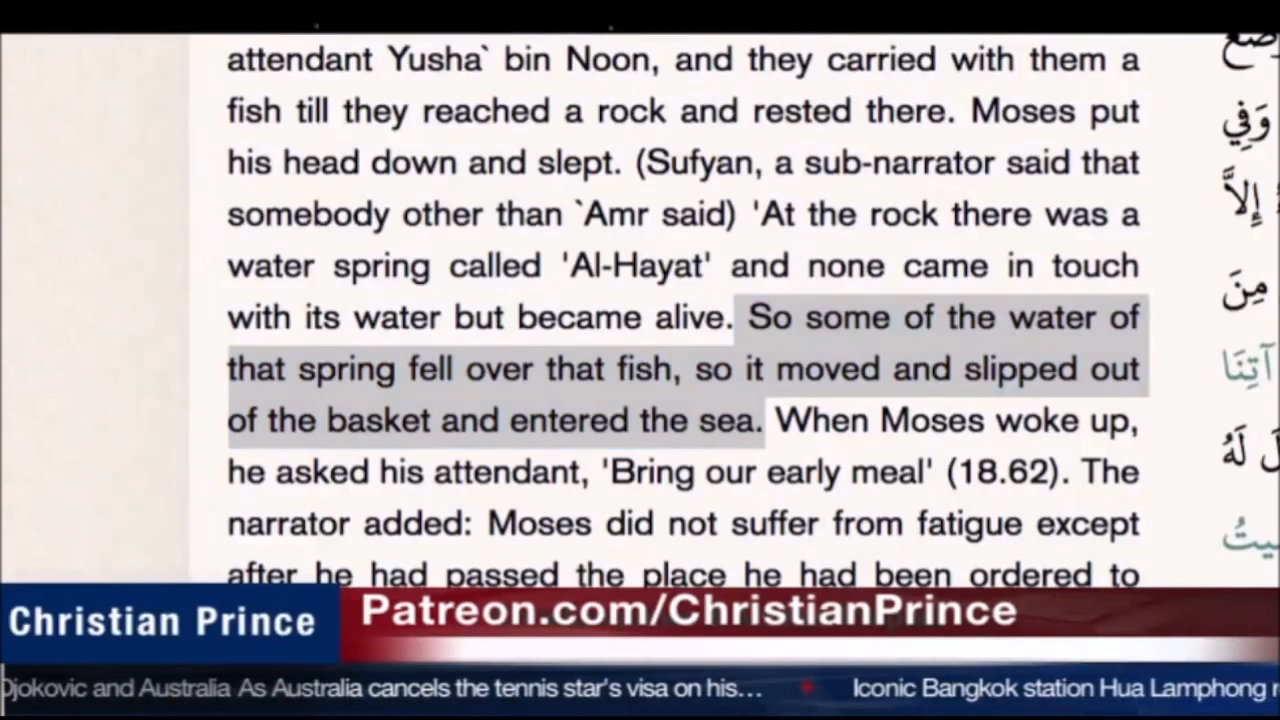 attendant Yusha` bin Noon, and they carried with them a
fish till they reached a rock and rested there. Moses put
his head down and slept. (Sufyan, a sub-narrator said that
somebody other than `Amr said) 'At the rock there was a
water spring called 'Al-Hayat' and none came in touch
with its water but became alive. So some of the water of
that spring fell over that fish, so it moved and slipped out
of the basket and entered the sea. When Moses woke up,
he asked his attendant, 'Bring our early meal' (18.62). The
narrator added: Moses did not suffer from fatigue except
after he had passed the place he had been ordered to
وَفِي
إِلاَّ
مِنَ
آتِنَا
لَهُ
Christian Prince
Patreon.com/ChristianPrince
Djokovic and Australia As Australia cancels the tennis star's visa on his...
Iconic Bangkok station Hua Lamphong